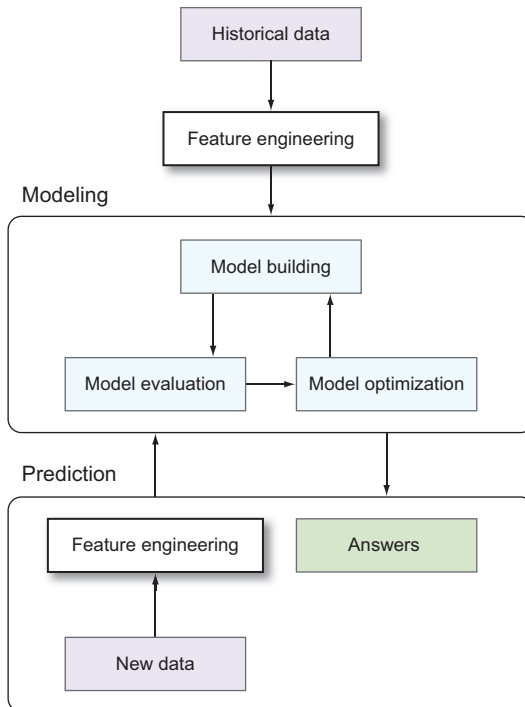 Historical data
Feature engineering
Modeling
Model building
Model evaluation
Model optimization
Prediction
Feature engineering
Answers
New data